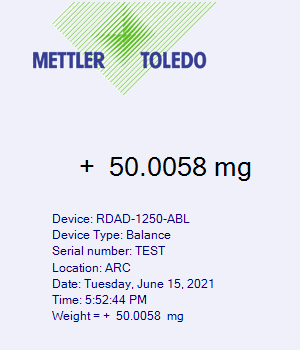 METTLER TOLEDO
+ 50.0058 mg
Device: RDAD-1250-ABL
Device Type: Balance
Serial number: TEST
Location: ARC
Date: Tuesday, June 15, 2021
Time: 5:52:44 PM
Weight = + 50.0058 mg